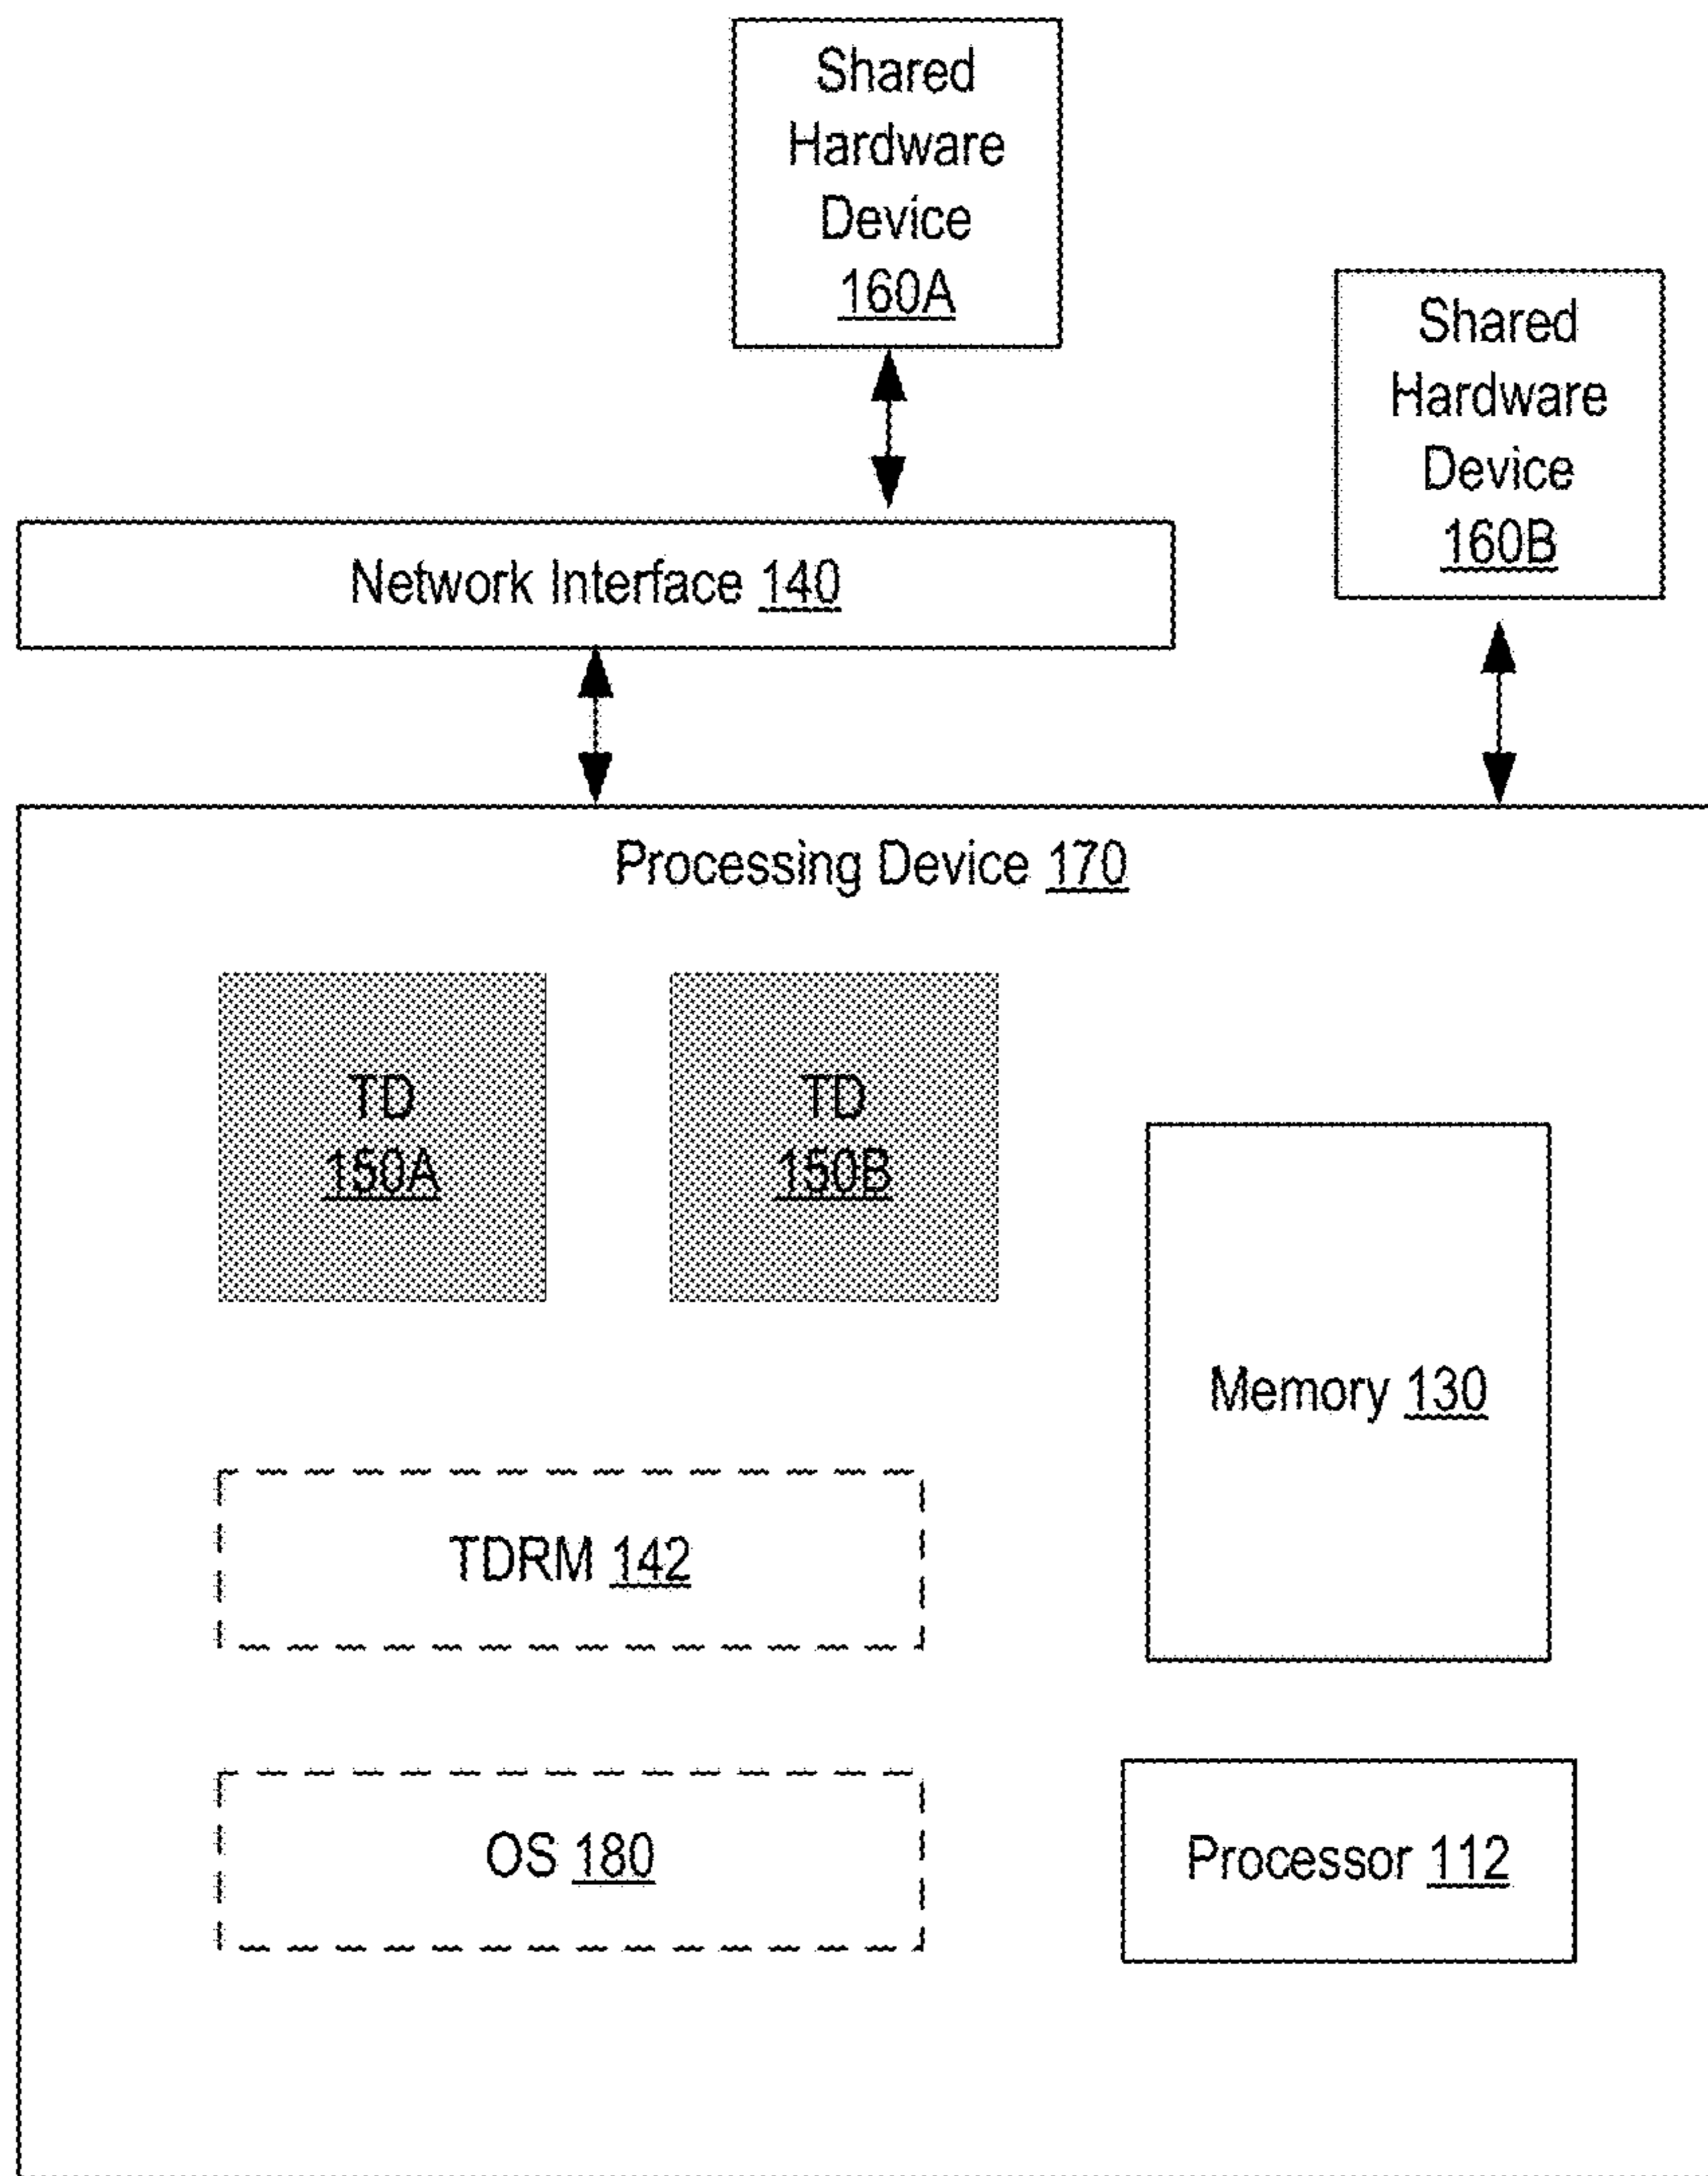 Shared
Hardware
Device
160A
Shared
Hardware
Device
160B
Network Interface 140
Processing Device 170
TD
150A
TD
150B
Memory 130
TDRM 142
OS 180
Processor 112